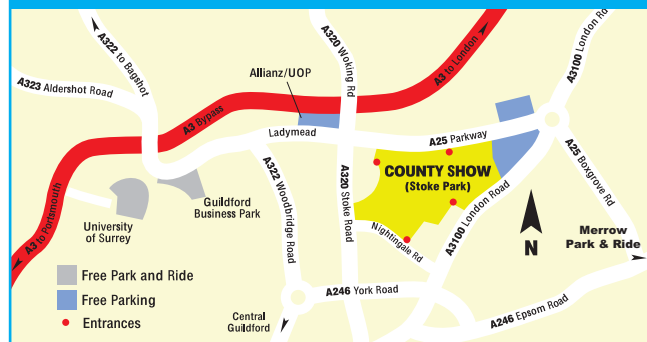 A322 to Bagshot
A320 Woking Rd
A3 to London
A3100 London Rd
A323 Aldershot Road
Allianz/UOP
A3 Bypass
Ladymead
A25 Parkway
A25 Boxgrove Rd
COUNTY SHOW
(Stoke Park)
A3 to Portsmouth
University
of Surrey
Guildford
Business Park
A322 Woodbridge Road
A320 Stoke Road
Nightingale Rd
A3100 London Road
N
Merrow
Park & Ride
Free Park and Ride
Free Parking
Entrances
A246 York Road
Central
Guildford
A246 Epsom Road